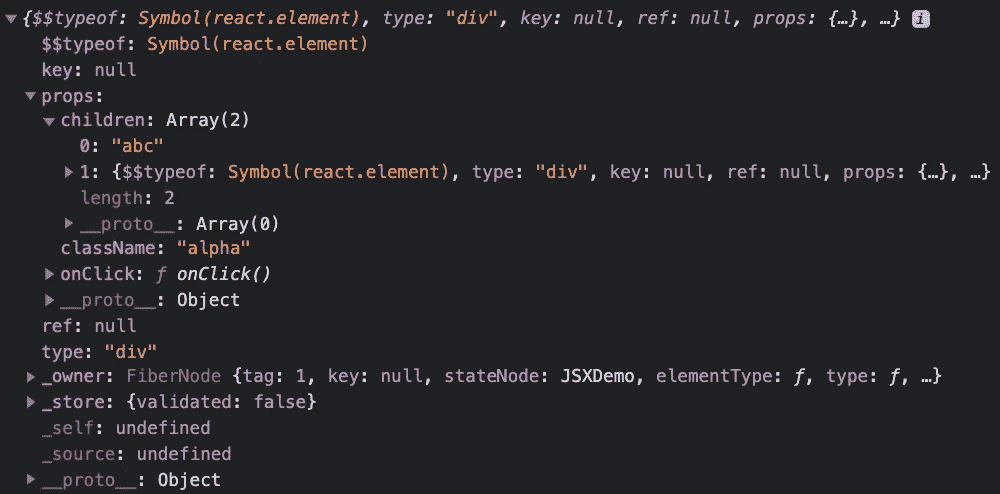 {$$typeof: Symbol(react.element), type: "div", key: null, ref: null, props: {…}, …} i
$$typeof: Symbol(react.element)
key: null
props:
children: Array(2)
0: "abc"
1: {$$typeof: Symbol(react.element), type: "div", key: null, ref: null, props: {…}, …}
length: 2
__proto__: Array(0)
className: "alpha"
onClick: ƒ onClick()
__proto__: Object
ref: null
type: "div"
_owner: FiberNode {tag: 1, key: null, stateNode: JSXDemo, elementType: ƒ, type: ƒ, …}
_store: {validated: false}
_self: undefined
_source: undefined
__proto__: Object